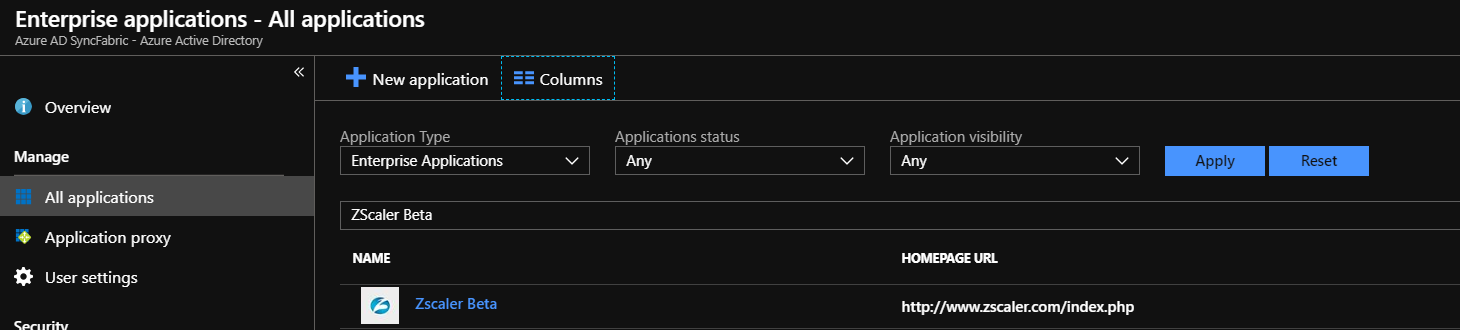 Enterprise applications - All applications
Azure AD SyncFabric - Azure Active Directory
«
Overview
Manage
All applications
Application proxy
User settings
Security
New application
Columns
Application Type
Applications status
Application visibility
Enterprise Applications
Any
Any
Apply
Reset
ZScaler Beta
NAME
HOMEPAGE URL
Zscaler Beta
http://www.zscaler.com/index.php